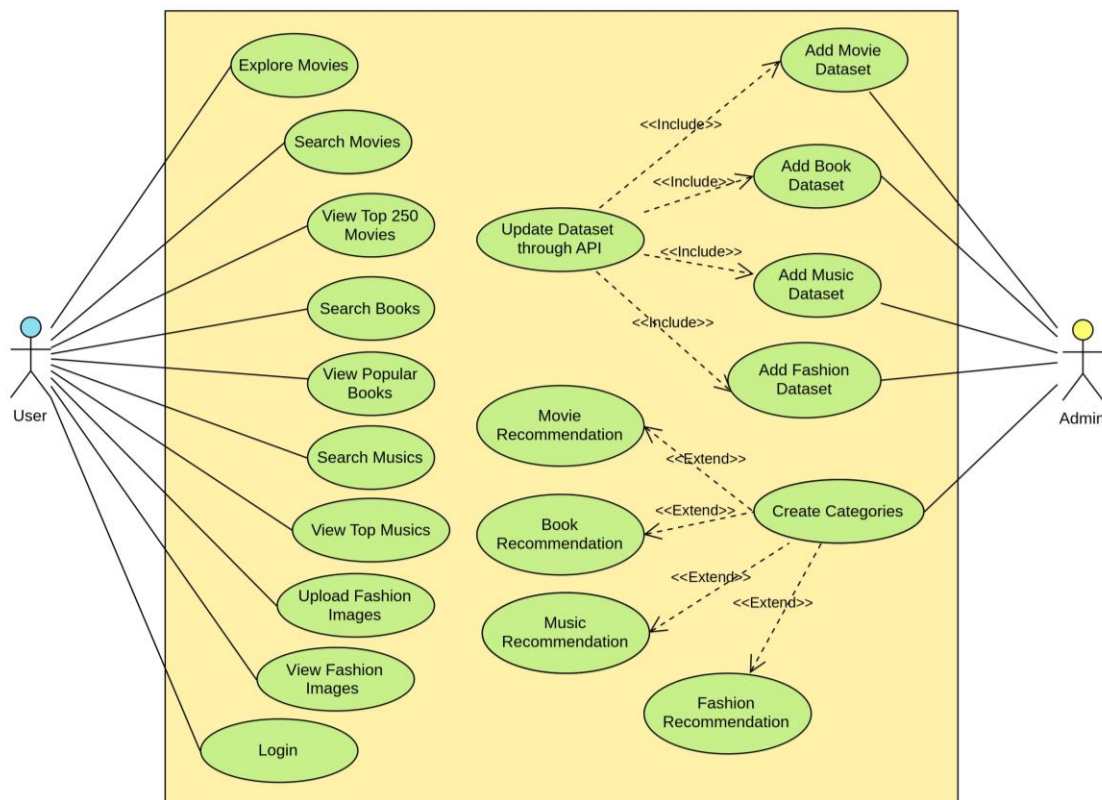 Explore Movies
Search Movies
View Top 250
Movies
Search Books
View Popular
Books
Search Musics
View Top Musics
Upload Fashion
Images
View Fashion
Images
Login
User
Update Dataset
through API
<<Include>>
<<Include>>
<<Include>>
<<Include>>
Add Movie
Dataset
Add Book
Dataset
Add Music
Dataset
Add Fashion
Dataset
Movie
Recommendation
Book
Recommendation
Music
Recommendation
Fashion
Recommendation
<<Extend>>
<<Extend>>
<<Extend>>
<<Extend>>
Create Categories
Admin